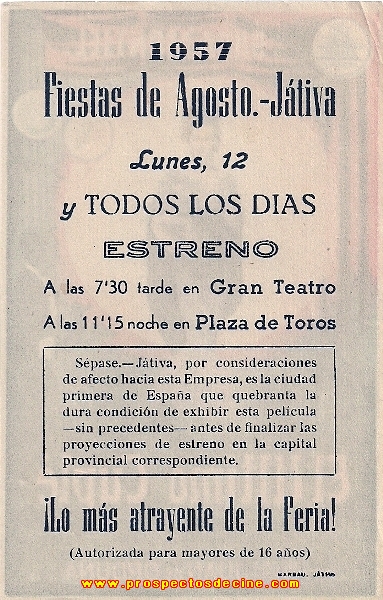 1957
Fiestas de Agosto.-Játiva
Lunes, 12
y TODOS LOS DIAS
ESTRENO
A las 7'30 tarde en Gran Teatro
A las 11'15 noche en Plaza de Toros
Sépase.—Játiva, por consideraciones
de afecto hacia esta Empresa, es la ciudad
primera de España que quebranta la
dura condición de exhibir esta película
—sin precedentes— antes de finalizar las
proyecciones de estreno en la capital
provincial correspondiente.
¡Lo más atrayente de la Feria!
(Autorizada para mayores de 16 años)
JÁTIVA
www.prospectosdecine.com